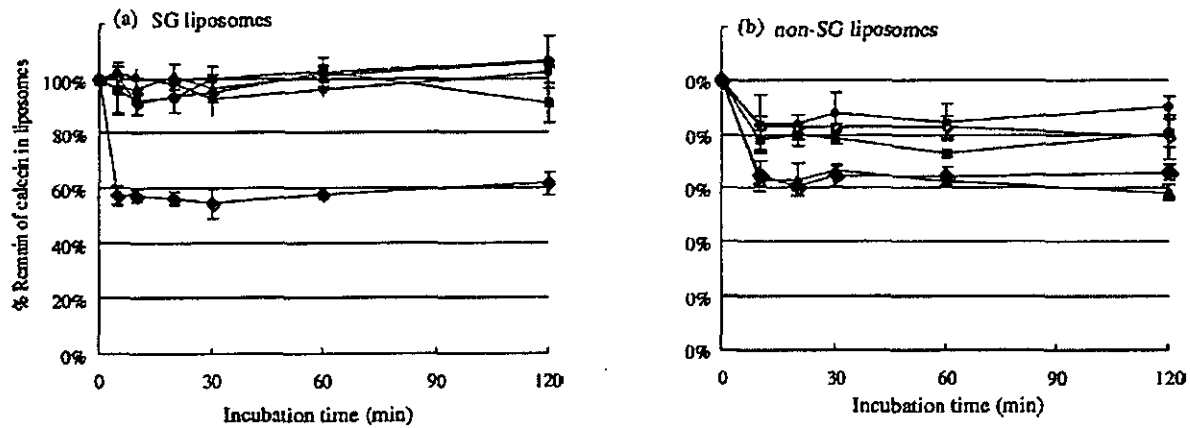 (a) SG liposomes
% Remain of calcein in liposomes
100%
80%
60%
40%
20%
0%
0 30 60 90 120
Incubation time (min)
(b) non-SG liposomes
0%
0%
0%
0%
0%
0%
0 30 60 90 120
Incubation time (min)